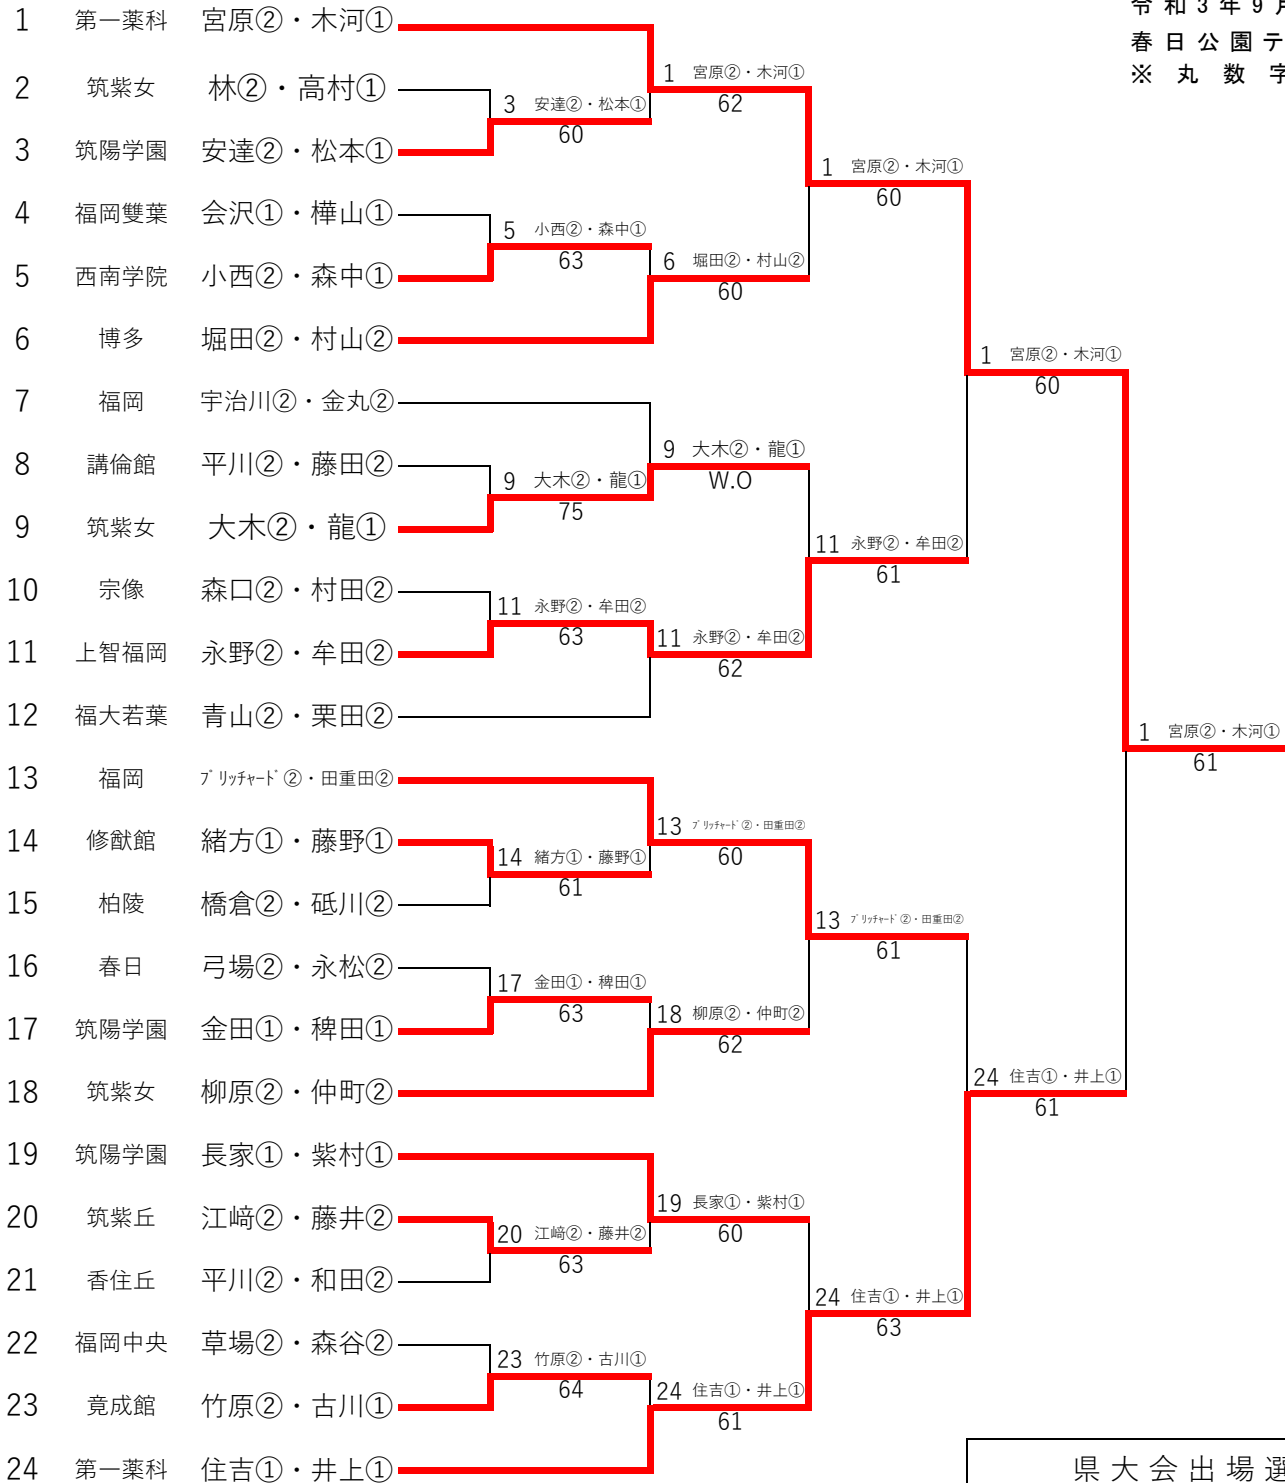 令和3年9月
春日公園テ
※丸数字
1 第一薬科 宮原②・木河①
2 筑紫女 林②・高村①
3 筑陽学園 安達②・松本①
4 福岡雙葉 会沢①・樺山①
5 西南学院 小西②・森中①
6 博多 堀田②・村山②
7 福岡 宇治川②・金丸②
8 講倫館 平川②・藤田②
9 筑紫女 大木②・龍①
10 宗像 森口②・村田②
11 上智福岡 永野②・牟田②
12 福大若葉 青山②・栗田②
13 福岡 プリッチャード②・田重田②
14 修猷館 緒方①・藤野①
15 柏陵 橋倉②・砥川②
16 春日 弓場②・永松②
17 筑陽学園 金田①・稗田①
18 筑紫女 柳原②・仲町②
19 筑陽学園 長家①・紫村①
20 筑紫丘 江﨑②・藤井②
21 香住丘 平川②・和田②
22 福岡中央 草場②・森谷②
23 竟成館 竹原②・古川①
24 第一薬科 住吉①・井上①
3 安達②・松本①
60
5 小西②・森中①
63
9 大木②・龍①
75
11 永野②・牟田②
63
14 緒方①・藤野①
61
17 金田①・稗田①
63
20 江﨑②・藤井②
63
23 竹原②・古川①
64
1 宮原②・木河①
62
6 堀田②・村山②
60
9 大木②・龍①
W.O
11 永野②・牟田②
62
13 プリッチャード②・田重田②
60
18 柳原②・仲町②
62
19 長家①・紫村①
60
24 住吉①・井上①
61
1 宮原②・木河①
60
11 永野②・牟田②
61
13 プリッチャード②・田重田②
61
24 住吉①・井上①
63
1 宮原②・木河①
60
24 住吉①・井上①
61
1 宮原②・木河①
61
県大会出場選